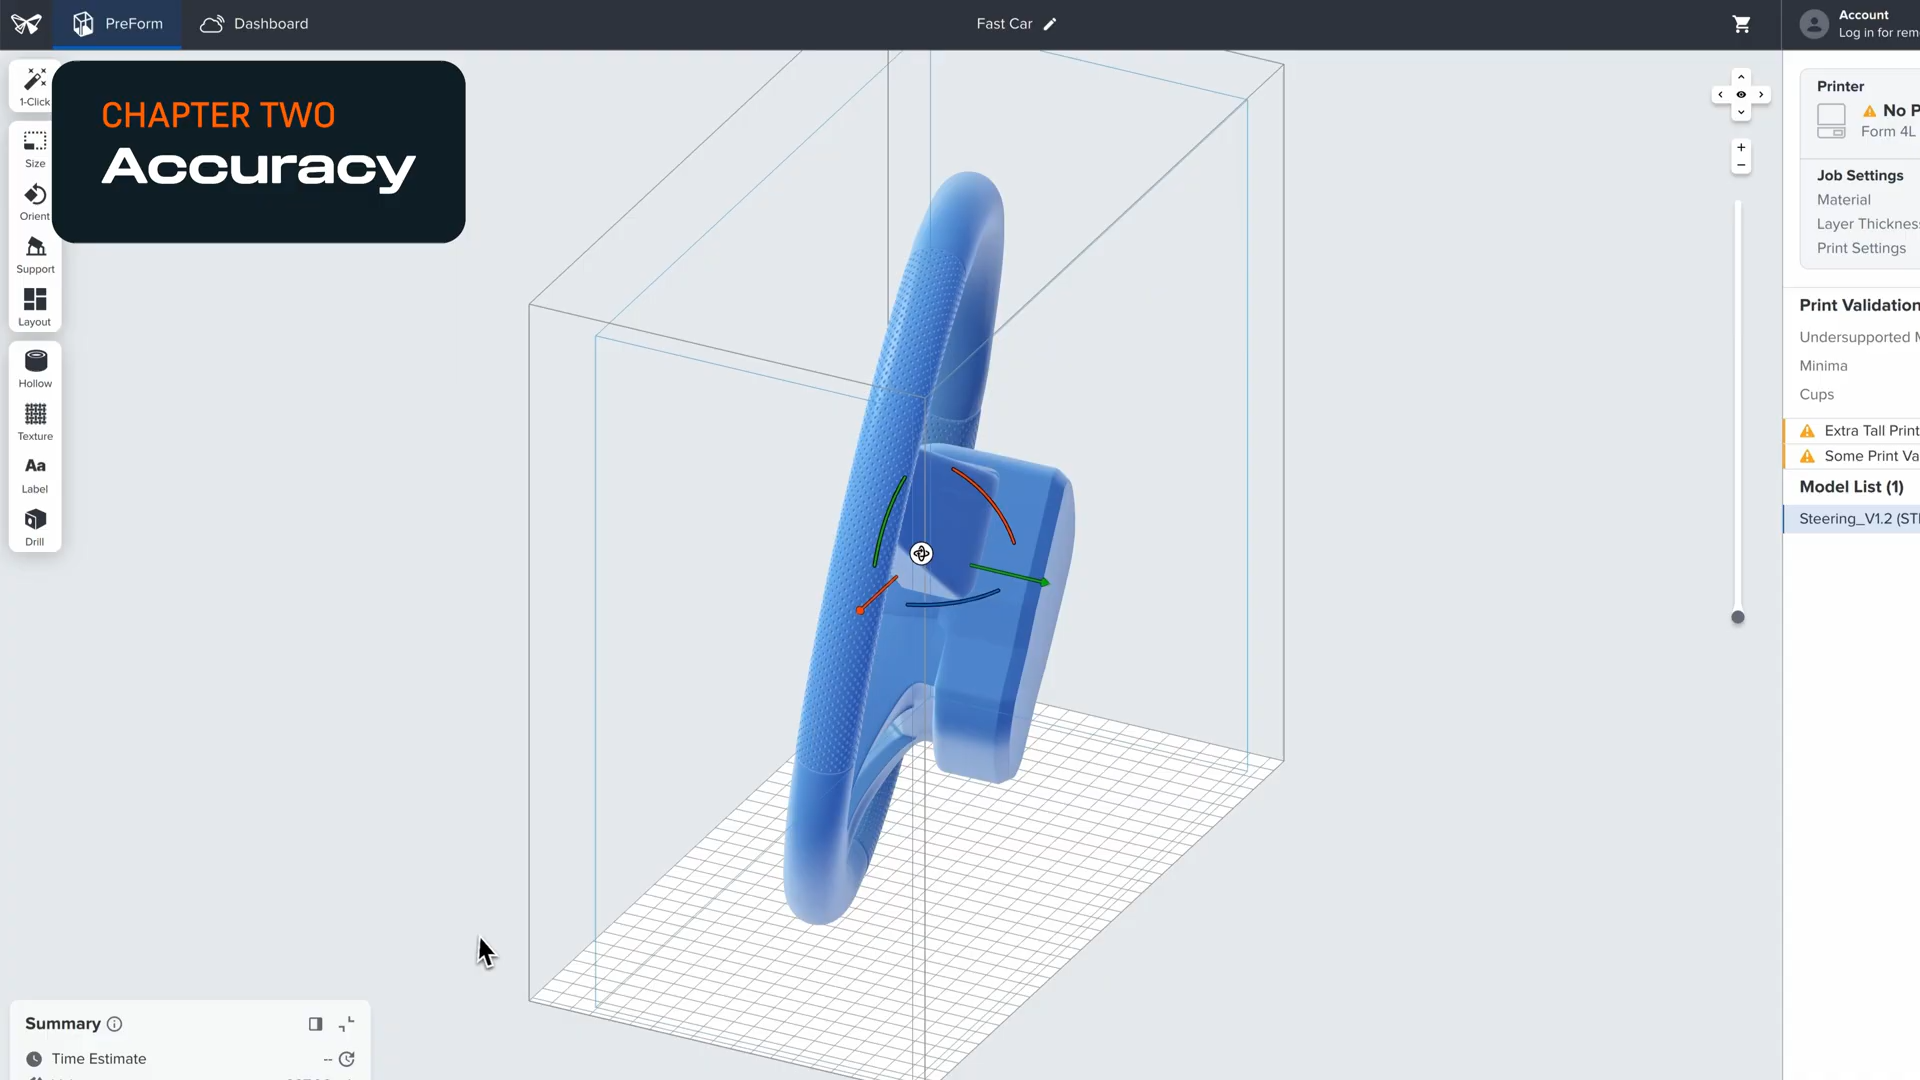 PreForm
Dashboard
Fast Car
Account
Log in for rem
CHAPTER TWO
Accuracy
1-Click
Size
Orient
Support
Layout
Hollow
Texture
Aa
Label
Drill
Printer
No P
Form 4L
Job Settings
Material
Layer Thicknes
Print Settings
Print Validation
Undersupported M
Minima
Cups
Extra Tall Print
Some Print Va
Model List (1)
Steering_V1.2 (STL
Summary
Time Estimate
--